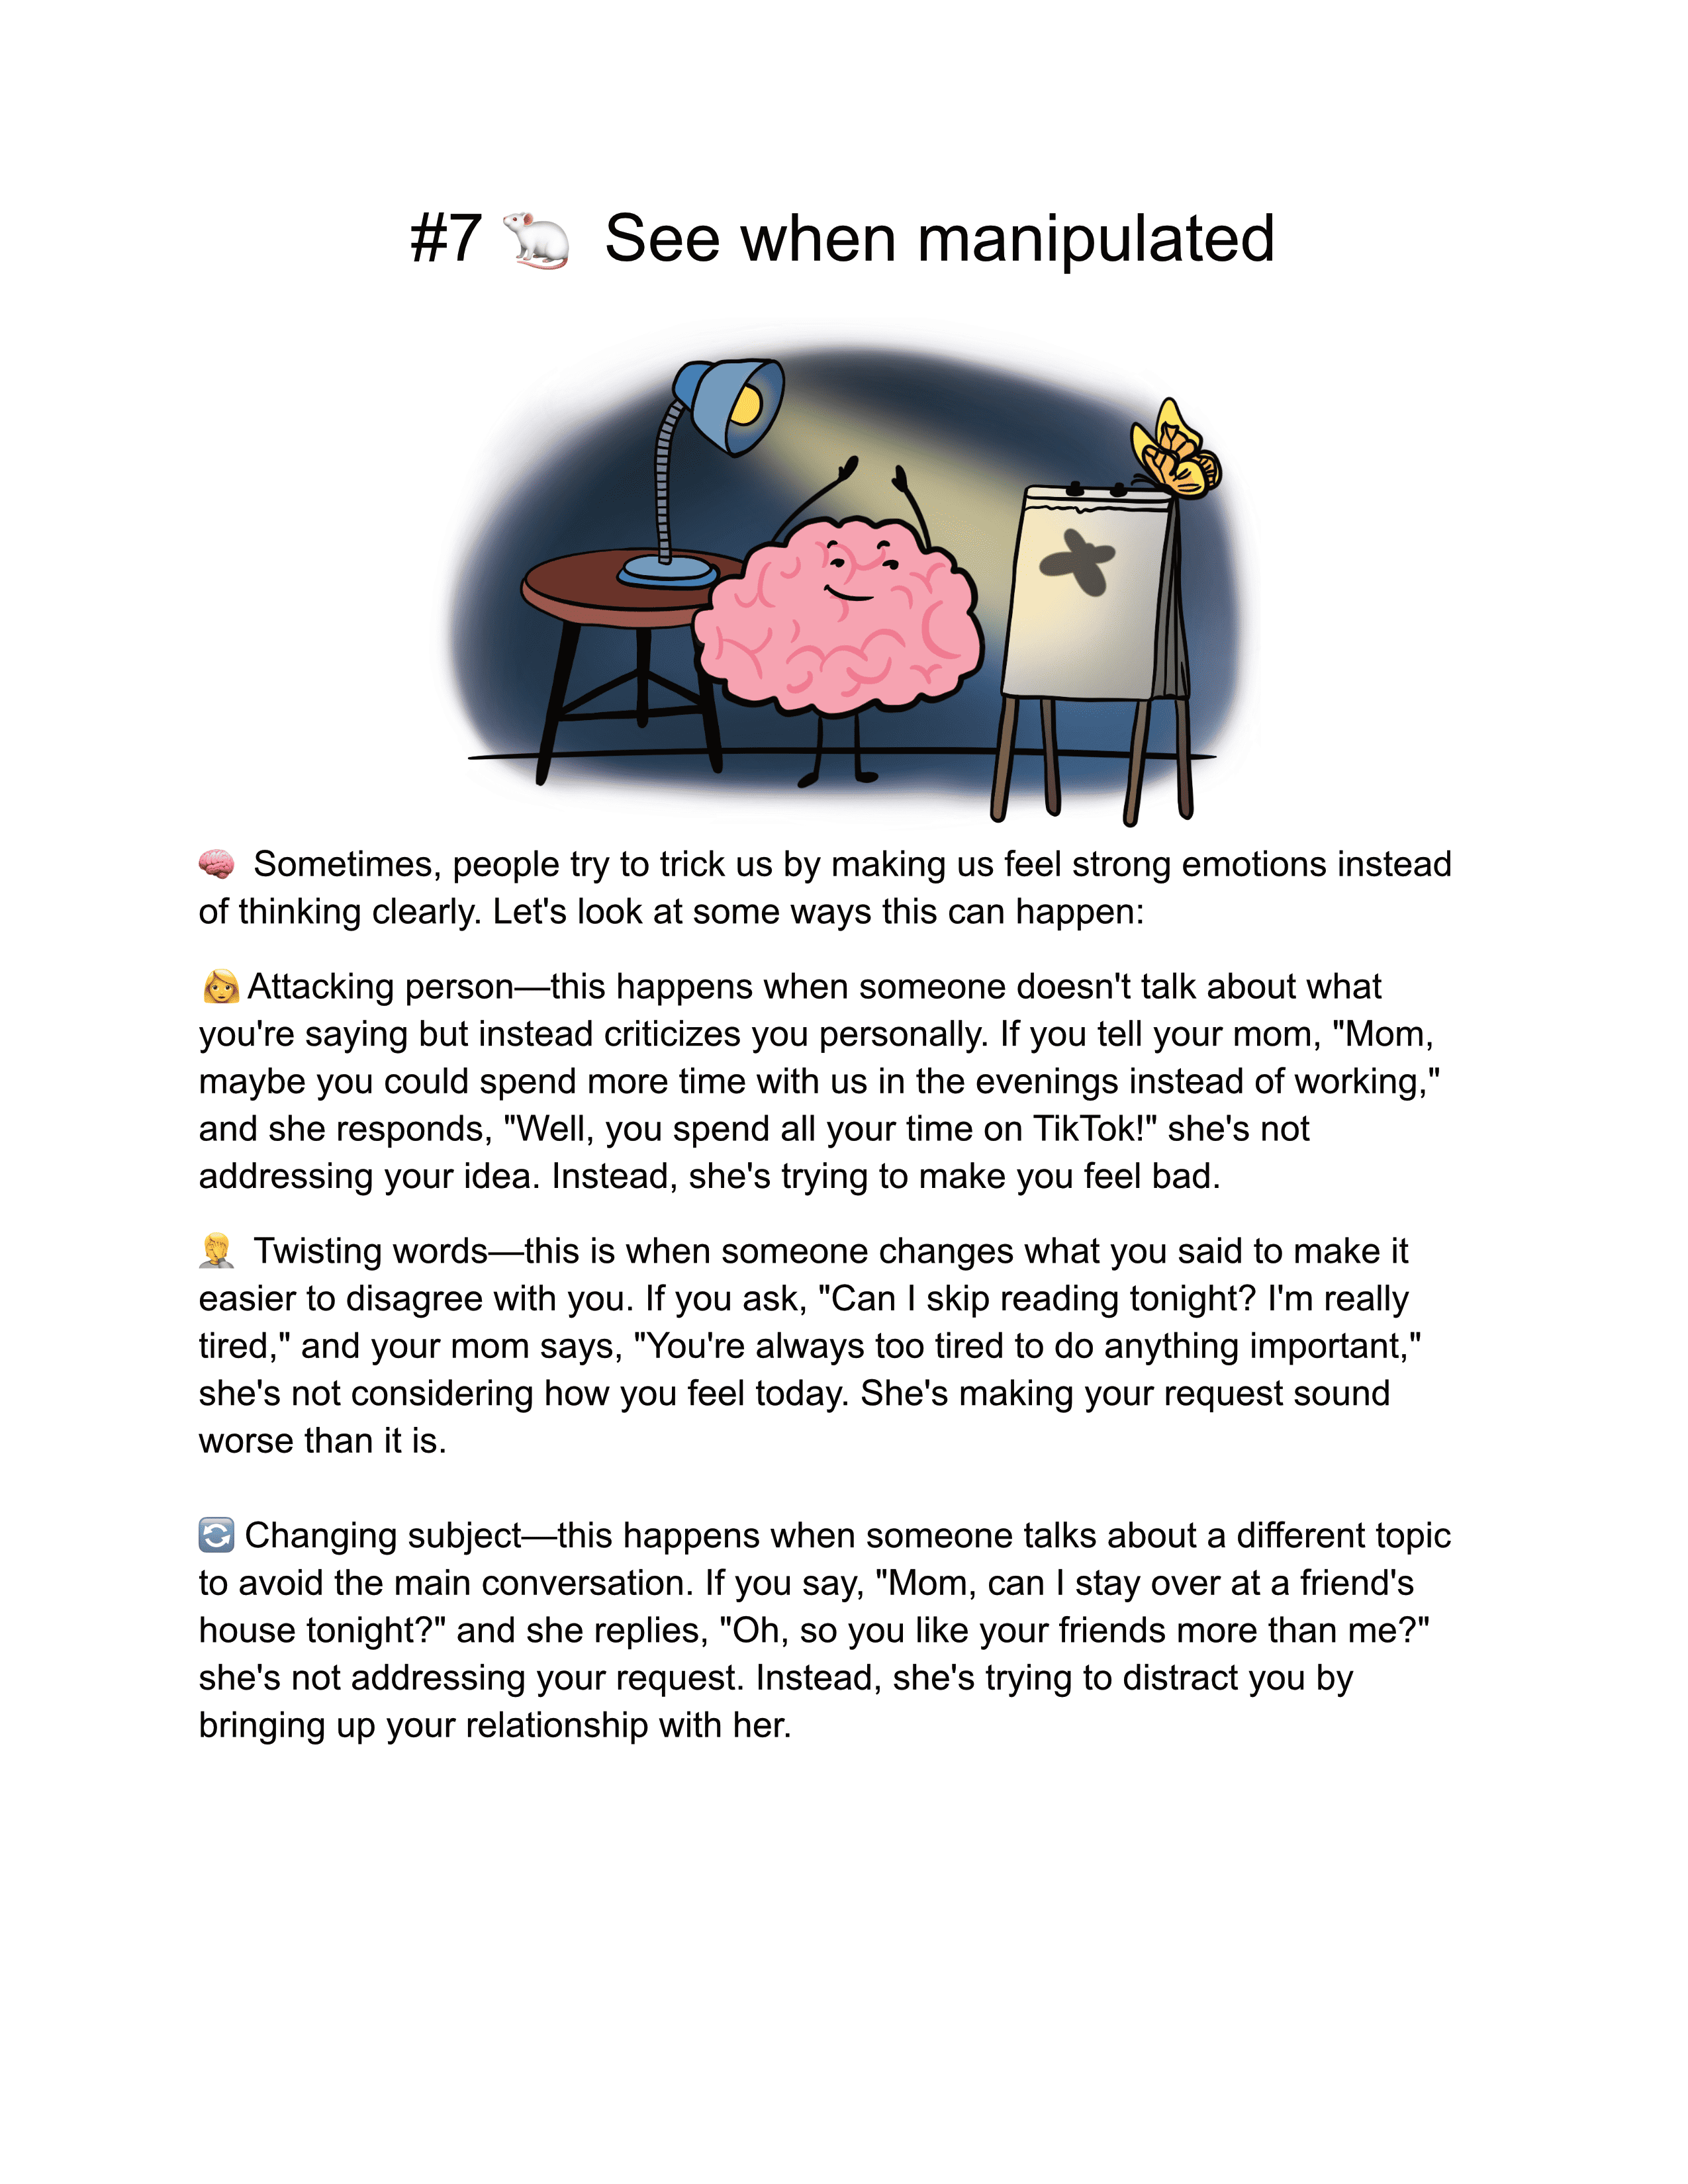 #7 🐁 See when manipulated
🧠 Sometimes, people try to trick us by making us feel strong emotions instead
of thinking clearly. Let's look at some ways this can happen:
👩 Attacking person—this happens when someone doesn't talk about what
you're saying but instead criticizes you personally. If you tell your mom, "Mom,
maybe you could spend more time with us in the evenings instead of working,"
and she responds, "Well, you spend all your time on TikTok!" she's not
addressing your idea. Instead, she's trying to make you feel bad.
🤦 Twisting words—this is when someone changes what you said to make it
easier to disagree with you. If you ask, "Can I skip reading tonight? I'm really
tired," and your mom says, "You're always too tired to do anything important,"
she's not considering how you feel today. She's making your request sound
worse than it is.
🔄 Changing subject—this happens when someone talks about a different topic
to avoid the main conversation. If you say, "Mom, can I stay over at a friend's
house tonight?" and she replies, "Oh, so you like your friends more than me?"
she's not addressing your request. Instead, she's trying to distract you by
bringing up your relationship with her.